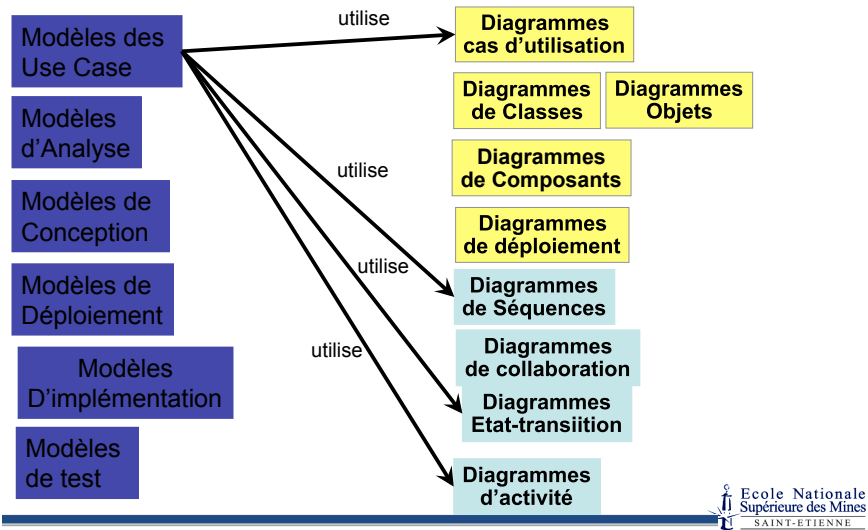 Modèles des
Use Case
Modèles
d'Analyse
Modèles de
Conception
Modèles de
Déploiement
Modèles
D'implémentation
Modèles
de test
utilise
utilise
utilise
utilise
Diagrammes
cas d'utilisation
Diagrammes
de Classes
Diagrammes
Objets
Diagrammes
de Composants
Diagrammes
de déploiement
Diagrammes
de Séquences
Diagrammes
de collaboration
Diagrammes
Etat-transiition
Diagrammes
d'activité
Ecole Nationale
Supérieure des Mines
SAINT-ETIENNE